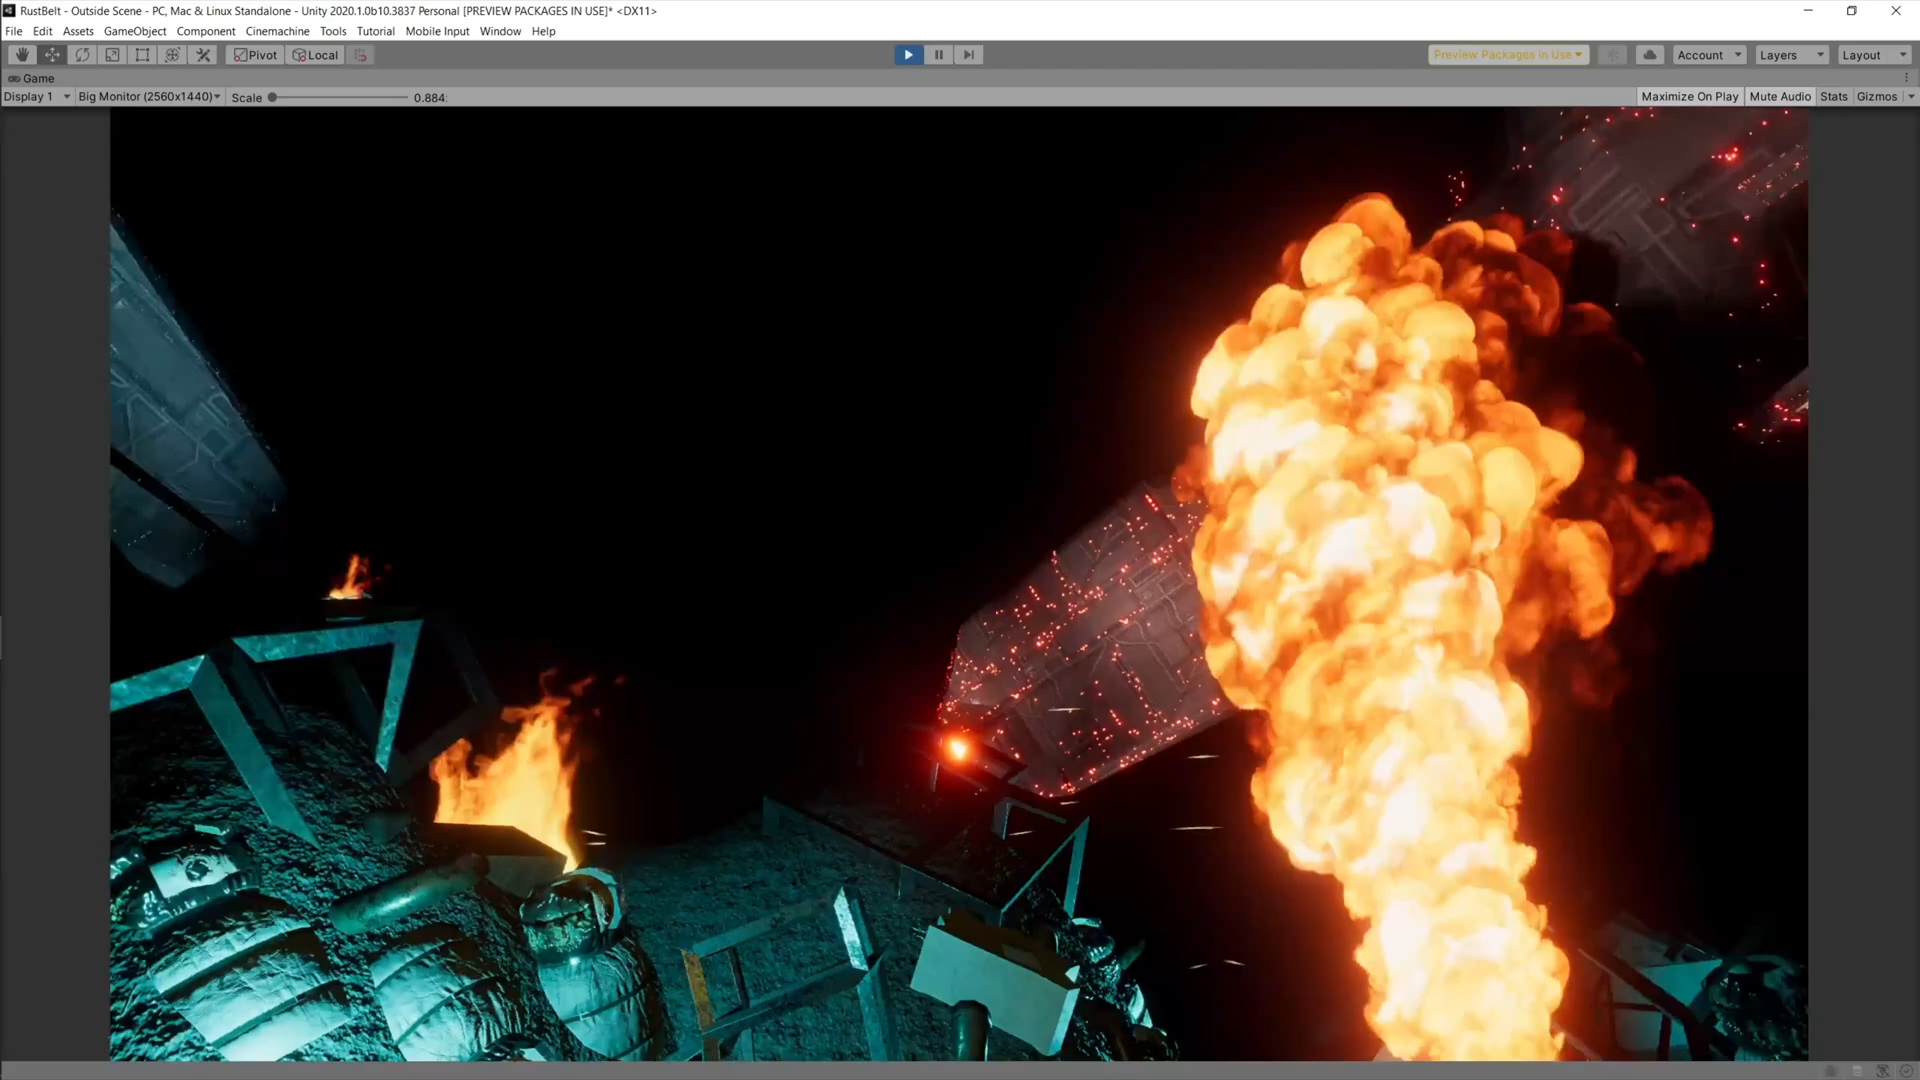 RustBelt - Outside Scene - PC, Mac & Linux Standalone - Unity 2020.1.0b10.3837 Personal [PREVIEW PACKAGES IN USE]* <DX11>
File Edit Assets GameObject Component Cinemachine Tools Tutorial Mobile Input Window Help
Pivot Local Preview Packages in Use Account Layers Layout
Game
Display 1 Big Monitor (2560x1440) Scale 0.884 Maximize On Play Mute Audio Stats Gizmos